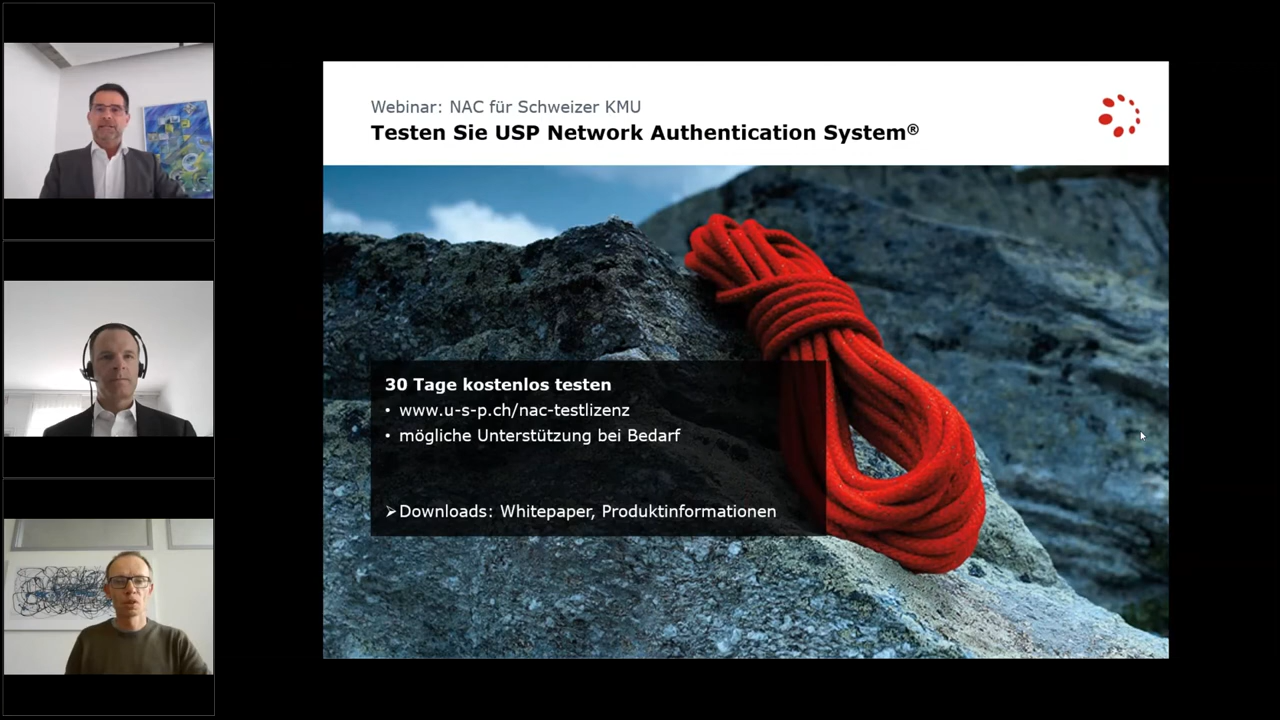 Webinar: NAC für Schweizer KMU
Testen Sie USP Network Authentication System®
30 Tage kostenlos testen
• www.u-s-p.ch/nac-testlizenz
• mögliche Unterstützung bei Bedarf
➢Downloads: Whitepaper, Produktinformationen